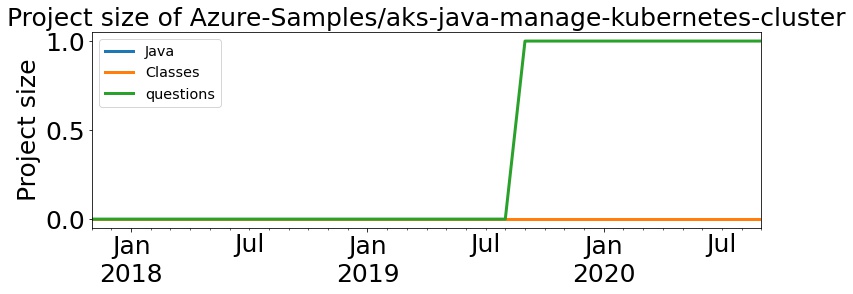 Project size of Azure-Samples/aks-java-manage-kubernetes-cluster
Project size
1.0
0.5
0.0
Java
Classes
questions
Jan Jul Jan Jul Jan Jul
2018 2019 2020